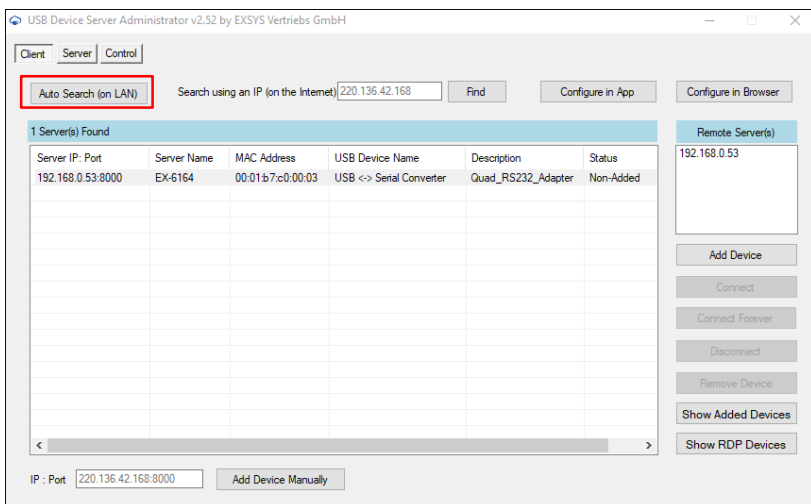 USB Device Server Administrator v2.52 by EXSYS Vertriebs GmbH
Client Server Control
Auto Search (on LAN) Search using an IP (on the Internet) 220.136.42.168 Find Configure in App Configure in Browser
1 Server(s) Found Remote Server(s)
Server IP: Port Server Name MAC Address USB Device Name Description Status 192.168.0.53
192.168.0.53:8000 EX-6164 00:01:b7:c0:00:03 USB <-> Serial Converter Quad_RS232_Adapter Non-Added
Add Device
Connect
Connect Forever
Disconnect
Remove Device
Show Added Devices
Show RDP Devices
IP : Port 220.136.42.168:8000 Add Device Manually